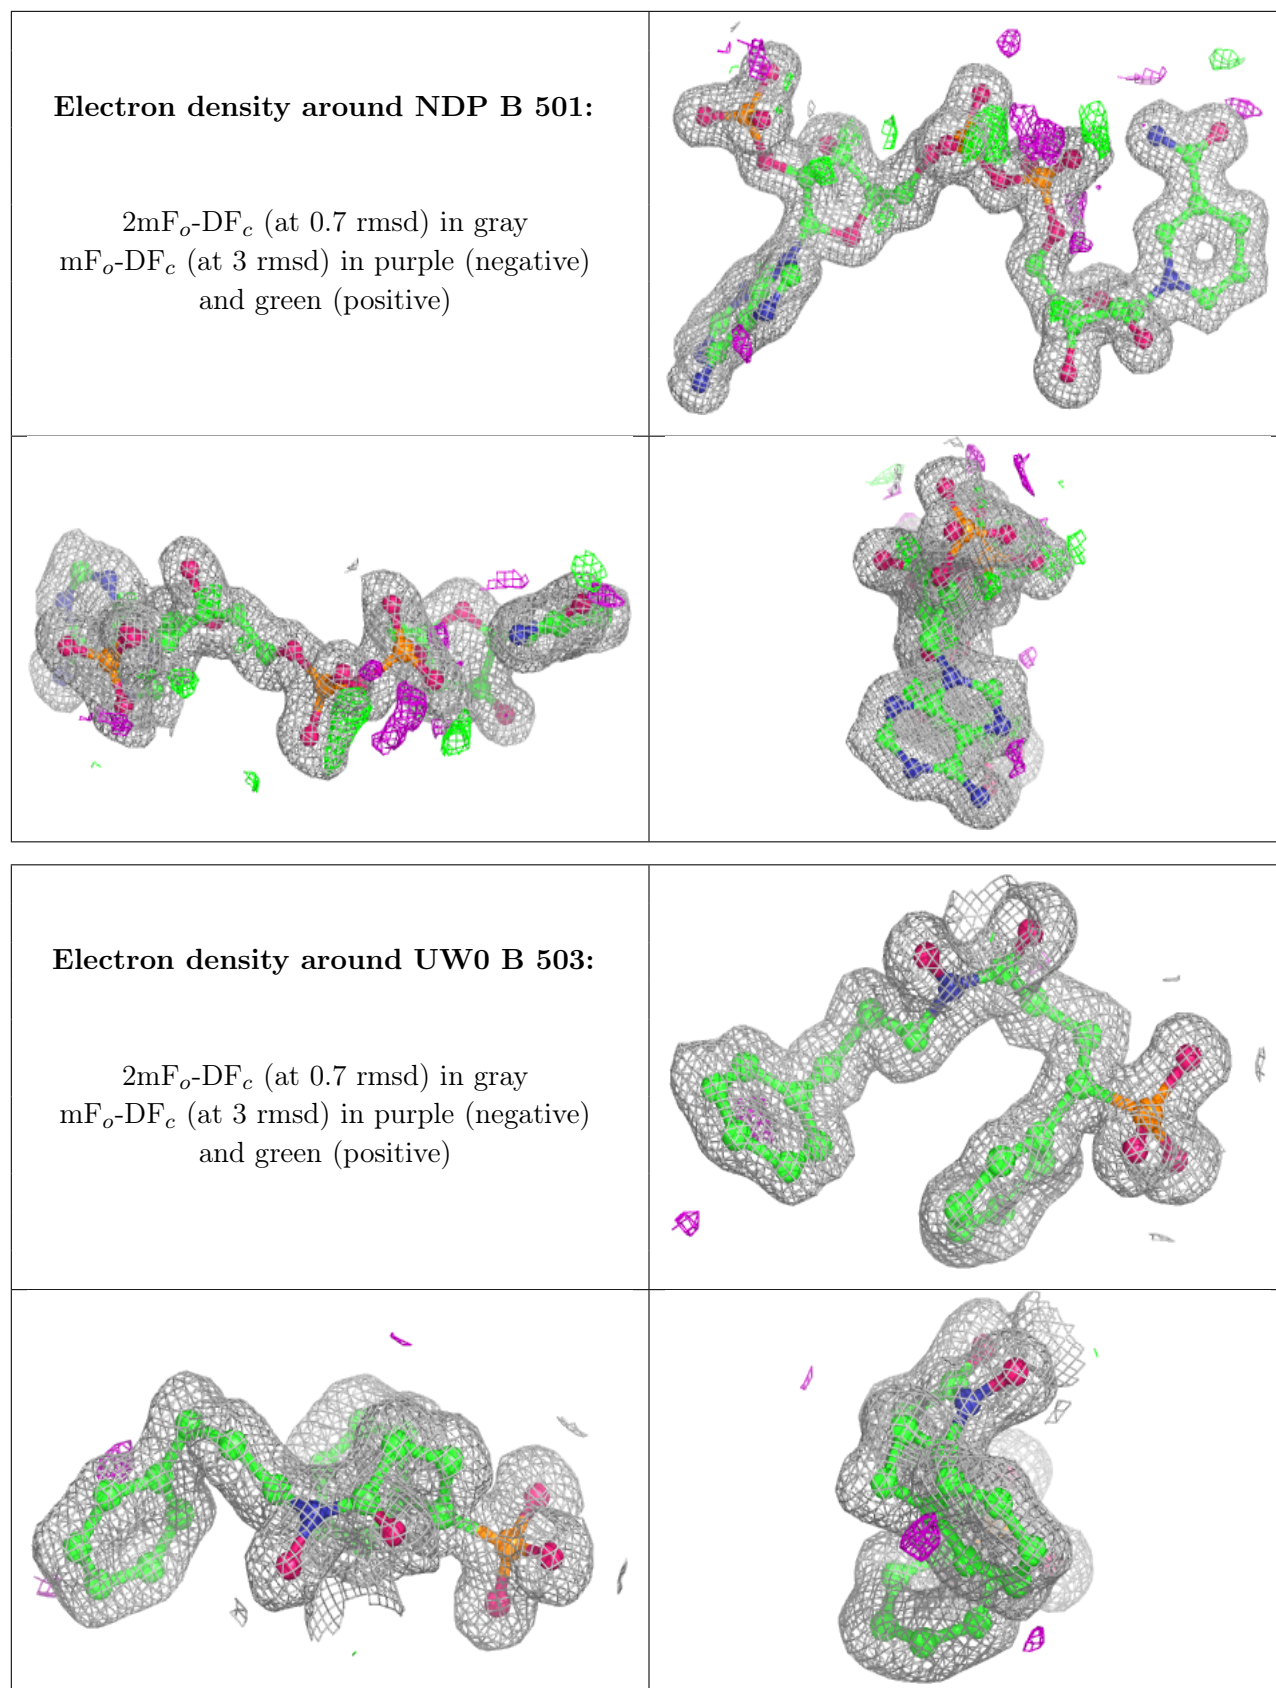 Electron density around NDP B 501:
2mFo-DFc (at 0.7 rmsd) in gray
mFo-DFc (at 3 rmsd) in purple (negative)
and green (positive)
Electron density around UW0 B 503:
2mFo-DFc (at 0.7 rmsd) in gray
mFo-DFc (at 3 rmsd) in purple (negative)
and green (positive)